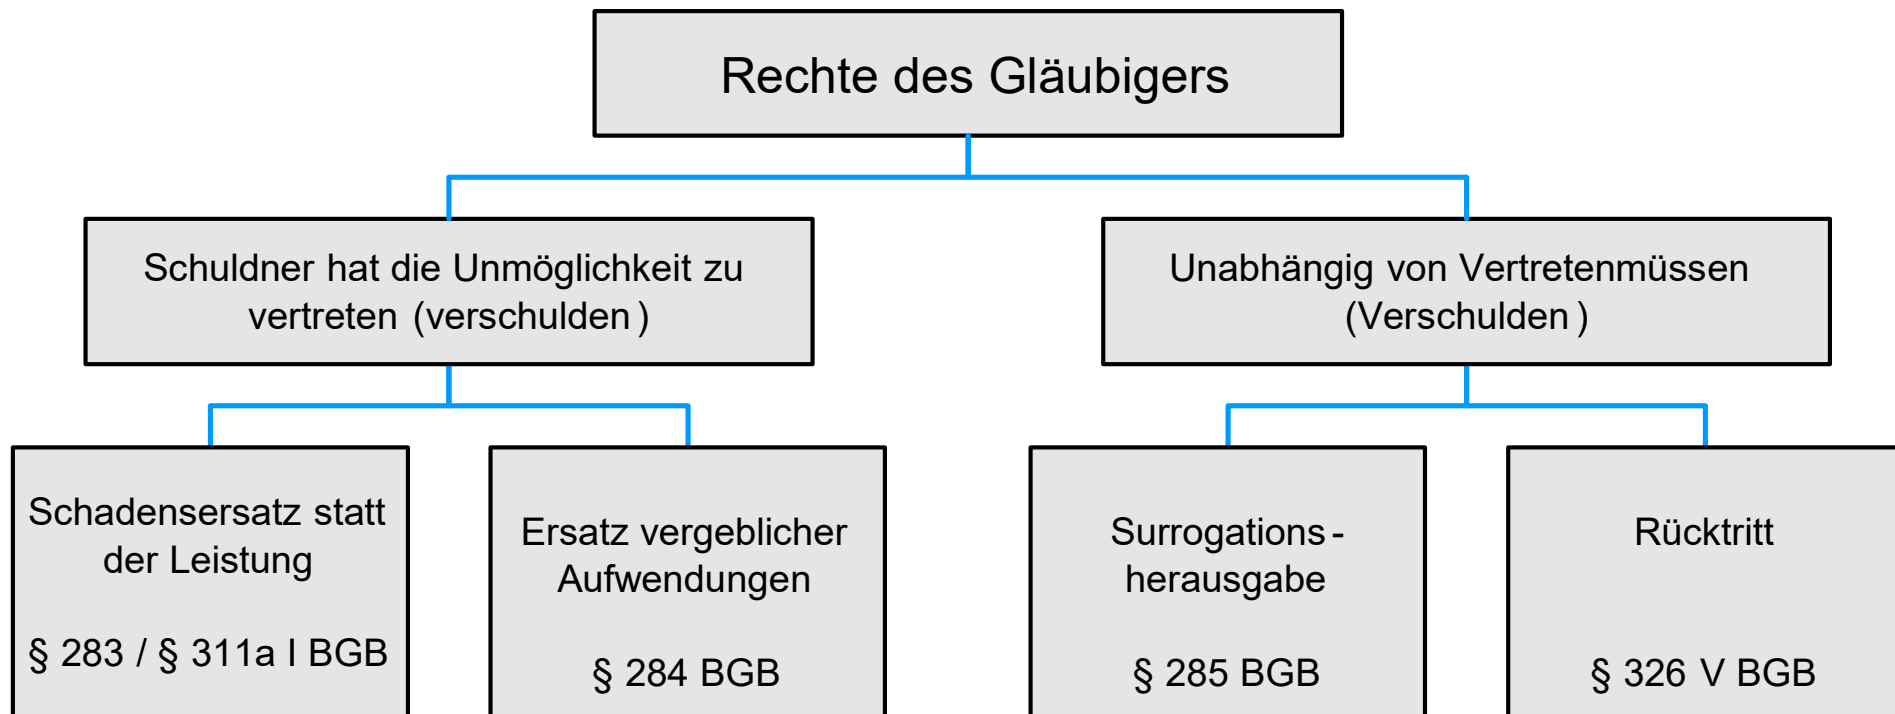 Rechte des Gläubigers
Schuldner hat die Unmöglichkeit zu
vertreten (verschulden )
Unabhängig von Vertretenmüssen
(Verschulden )
Schadensersatz statt
der Leistung
§ 283 / § 311a I BGB
Ersatz vergeblicher
Aufwendungen
§ 284 BGB
Surrogations -
herausgabe
§ 285 BGB
Rücktritt
§ 326 V BGB